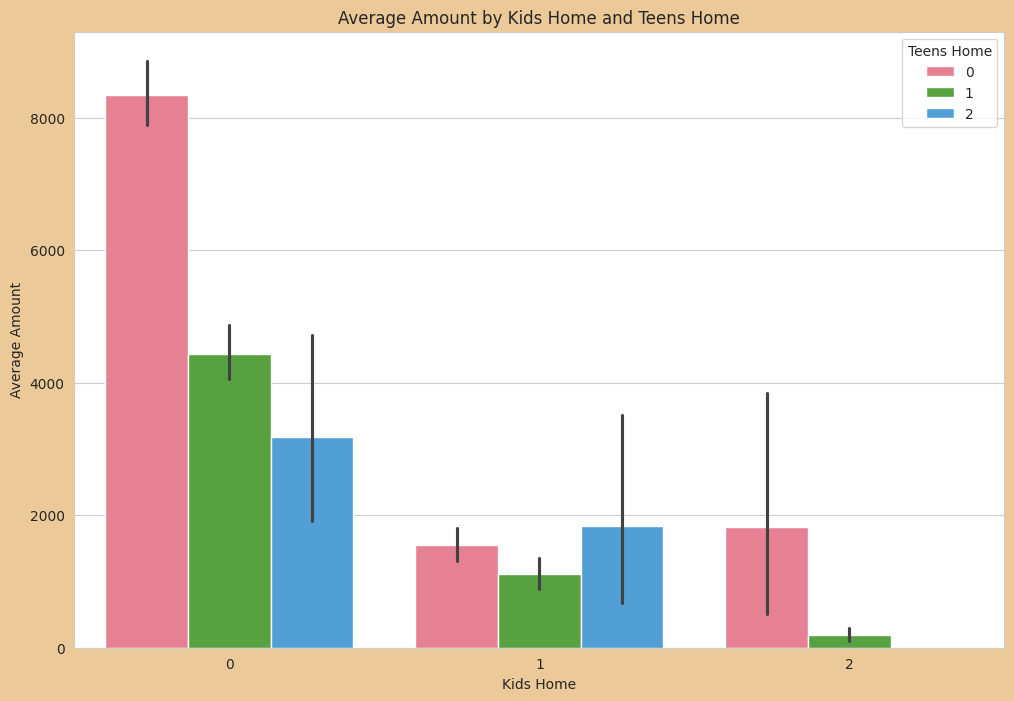 Average Amount by Kids Home and Teens Home
Teens Home
0
1
2
8000
6000
4000
2000
0
Average Amount
0 1 2
Kids Home